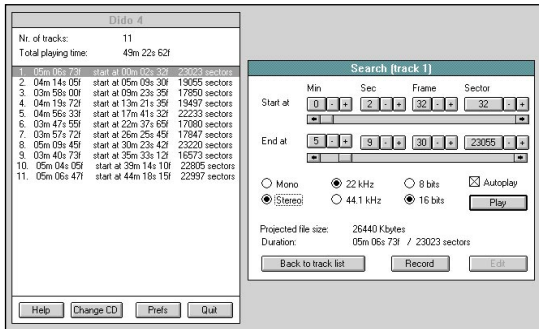 Dido 4
Nr. of tracks: 11
Total playing time: 49m 22s 62f
1. 05m 06s 73f start at 00m 02s 32f 23023 sectors
2. 04m 14s 05f start at 05m 09s 30f 19055 sectors
3. 03m 58s 00f start at 09m 23s 35f 17850 sectors
4. 04m 19s 72f start at 13m 21s 35f 19497 sectors
5. 04m 56s 33f start at 17m 41s 32f 22233 sectors
6. 03m 47s 55f start at 22m 37s 65f 17080 sectors
7. 03m 57s 72f start at 26m 25s 45f 17847 sectors
8. 05m 09s 45f start at 30m 23s 42f 23220 sectors
9. 03m 40s 73f start at 35m 33s 12f 16573 sectors
10. 05m 04s 05f start at 39m 14s 10f 22805 sectors
11. 05m 06s 47f start at 44m 18s 15f 22997 sectors
Help Change CD Prefs Quit
Search (track 1)
Min Sec Frame Sector
Start at 0 - + 2 - + 32 - + 32 - +
End at 5 - + 9 - + 30 - + 23055 - +
Mono 22 kHz 8 bits Autoplay
Stereo 44.1 kHz 16 bits Play
Projected file size: 26440 Kbytes
Duration: 05m 06s 73f / 23023 sectors
Back to track list Record Edit